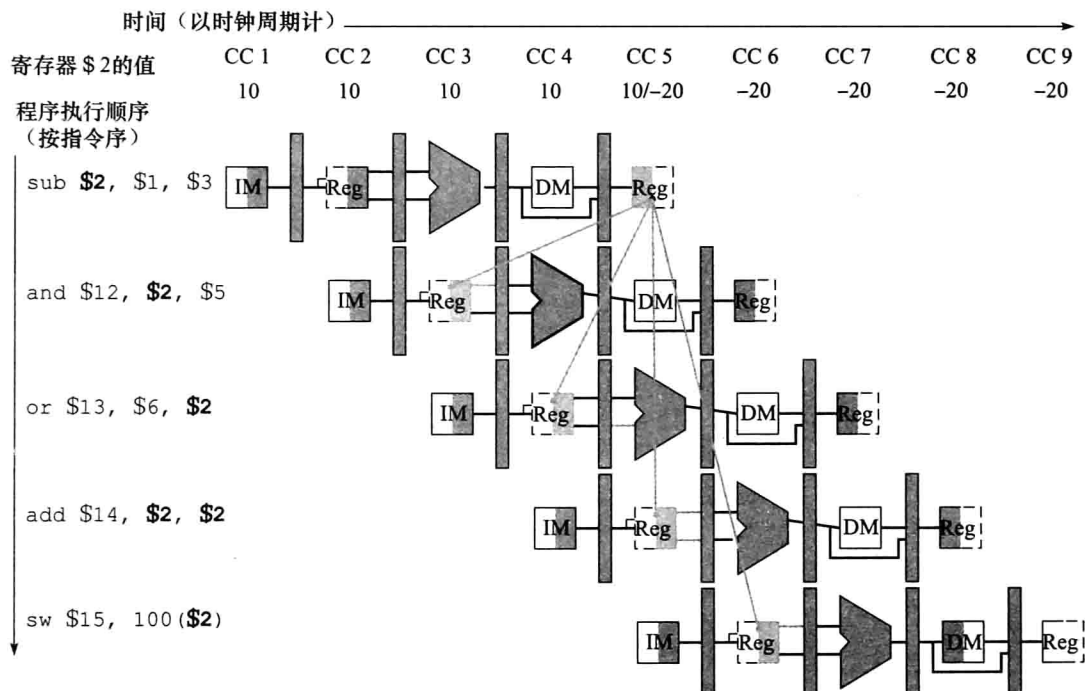 时间（以时钟周期计）
寄存器 $2的值 CC 1 CC 2 CC 3 CC 4 CC 5 CC 6 CC 7 CC 8 CC 9
10 10 10 10 10/–20 –20 –20 –20 –20
程序执行顺序
（按指令序）
sub $2, $1, $3 IM Reg DM Reg
and $12, $2, $5 IM Reg DM Reg
or $13, $6, $2 IM Reg DM Reg
add $14, $2, $2 IM Reg DM Reg
sw $15, 100($2) IM Reg DM Reg